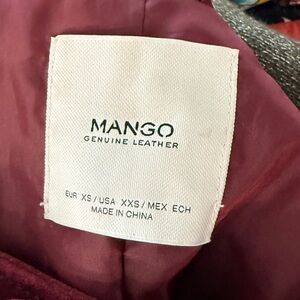 MANGO
GENUINE LEATHER
EUR XS / USA XXS / MEX ECH
MADE IN CHINA